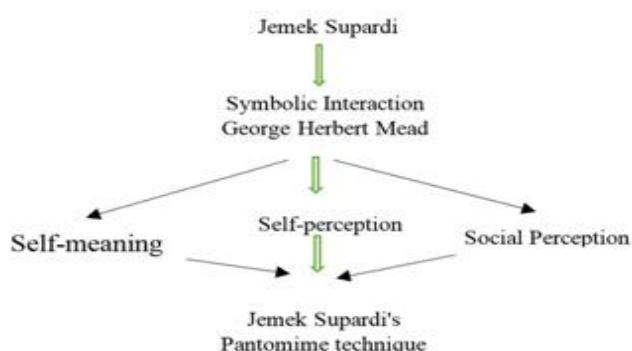 Jemek Supardi
Symbolic Interaction
George Herbert Mead
Self-meaning
Self-perception
Social Perception
Jemek Supardi's
Pantomime technique